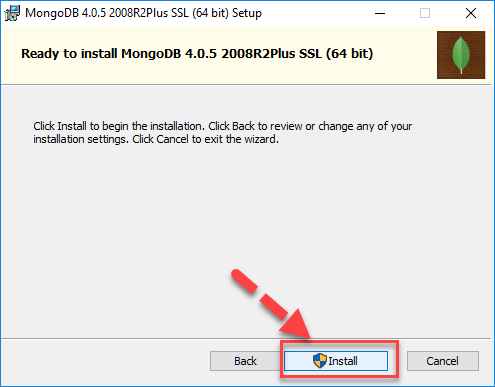 MongoDB 4.0.5 2008R2Plus SSL (64 bit) Setup
Ready to install MongoDB 4.0.5 2008R2Plus SSL (64 bit)
Click Install to begin the installation. Click Back to review or change any of your
installation settings. Click Cancel to exit the wizard.
Back Install Cancel